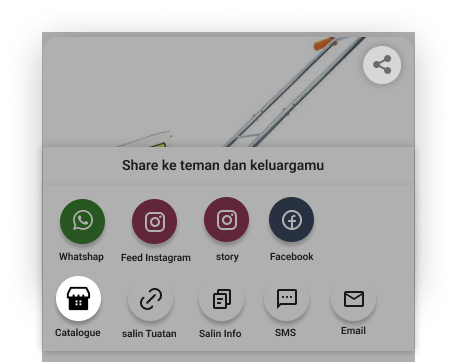 Share ke teman dan keluargamu
Whatshap Feed Instagram story Facebook
Catalogue salin Tuatan Salin Info SMS Email